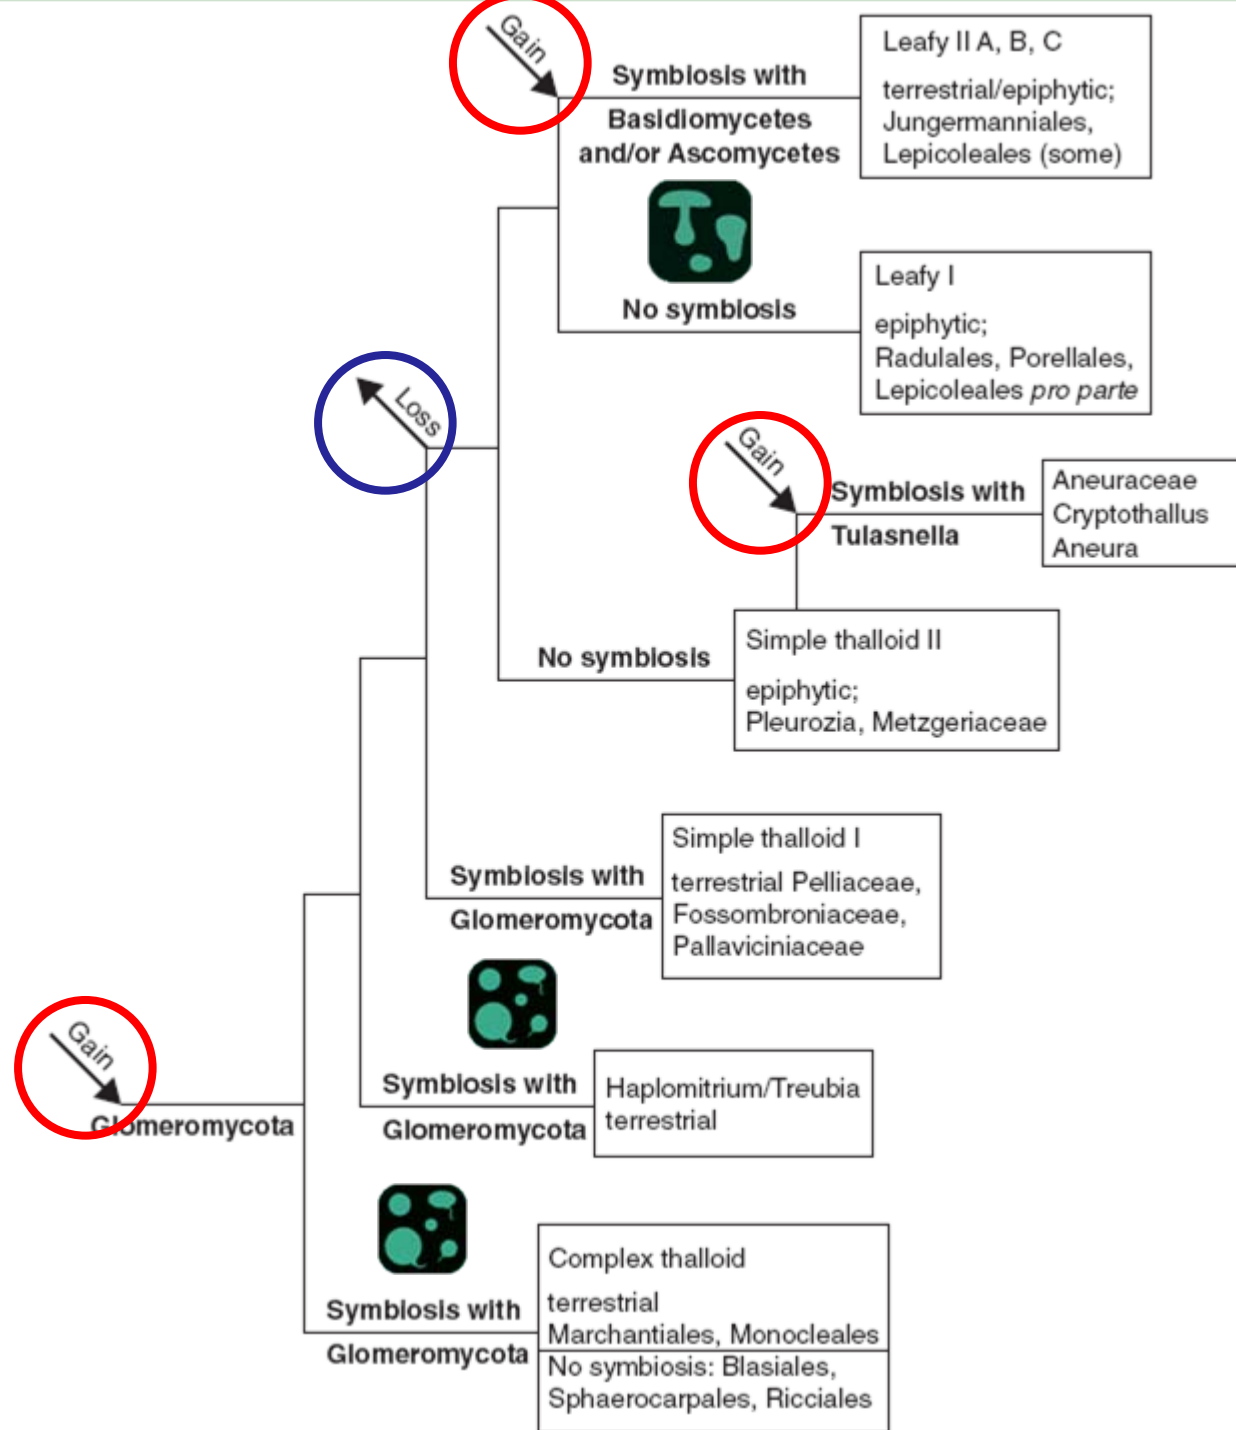 Gain
Symbiosis with
Basidiomycetes
and/or Ascomycetes
Leafy II A, B, C
terrestrial/epiphytic;
Jungermanniales,
Lepicoleales (some)
No symbiosis
Leafy I
epiphytic;
Radulales, Porellales,
Lepicoleales pro parte
Loss
Gain
Symbiosis with
Tulasnella
Aneuraceae
Cryptothallus
Aneura
No symbiosis
Simple thalloid II
epiphytic;
Pleurozia, Metzgeriaceae
Symbiosis with
Glomeromycota
Simple thalloid I
terrestrial Pelliaceae,
Fossombroniaceae,
Pallaviciniaceae
Gain
Glomeromycota
Symbiosis with
Glomeromycota
Haplomitrium/Treubia
terrestrial
Symbiosis with
Glomeromycota
Complex thalloid
terrestrial
Marchantiales, Monocleales
No symbiosis: Blasiales,
Sphaerocarpales, Ricciales